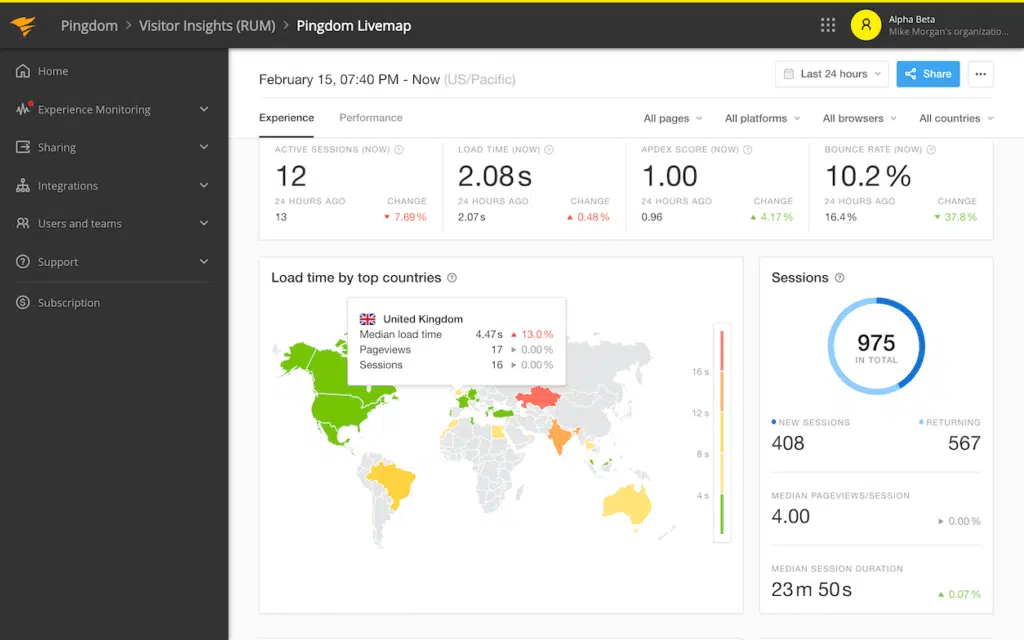 Pingdom > Visitor Insights (RUM) > Pingdom Livemap
Alpha Beta
Mike Morgan's organizatio...
Home
Experience Monitoring
Sharing
Integrations
Users and teams
Support
Subscription
February 15, 07:40 PM - Now (US/Pacific)
Last 24 hours
Share
Experience
Performance
All pages
All platforms
All browsers
All countries
ACTIVE SESSIONS (NOW)
12
24 HOURS AGO CHANGE
13 7.69%
LOAD TIME (NOW)
2.08s
24 HOURS AGO CHANGE
2.07s 0.48%
APDEX SCORE (NOW)
1.00
24 HOURS AGO CHANGE
0.96 4.17%
BOUNCE RATE (NOW)
10.2%
24 HOURS AGO CHANGE
16.4% 37.8%
Load time by top countries
United Kingdom
Median load time 4.47s 13.0%
Pageviews 17 0.00%
Sessions 16 0.00%
16 s
12 s
8 s
4 s
Sessions
975
IN TOTAL
NEW SESSIONS RETURNING
408 567
MEDIAN PAGEVIEWS/SESSION
4.00 0.00%
MEDIAN SESSION DURATION
23m 50s 0.07%